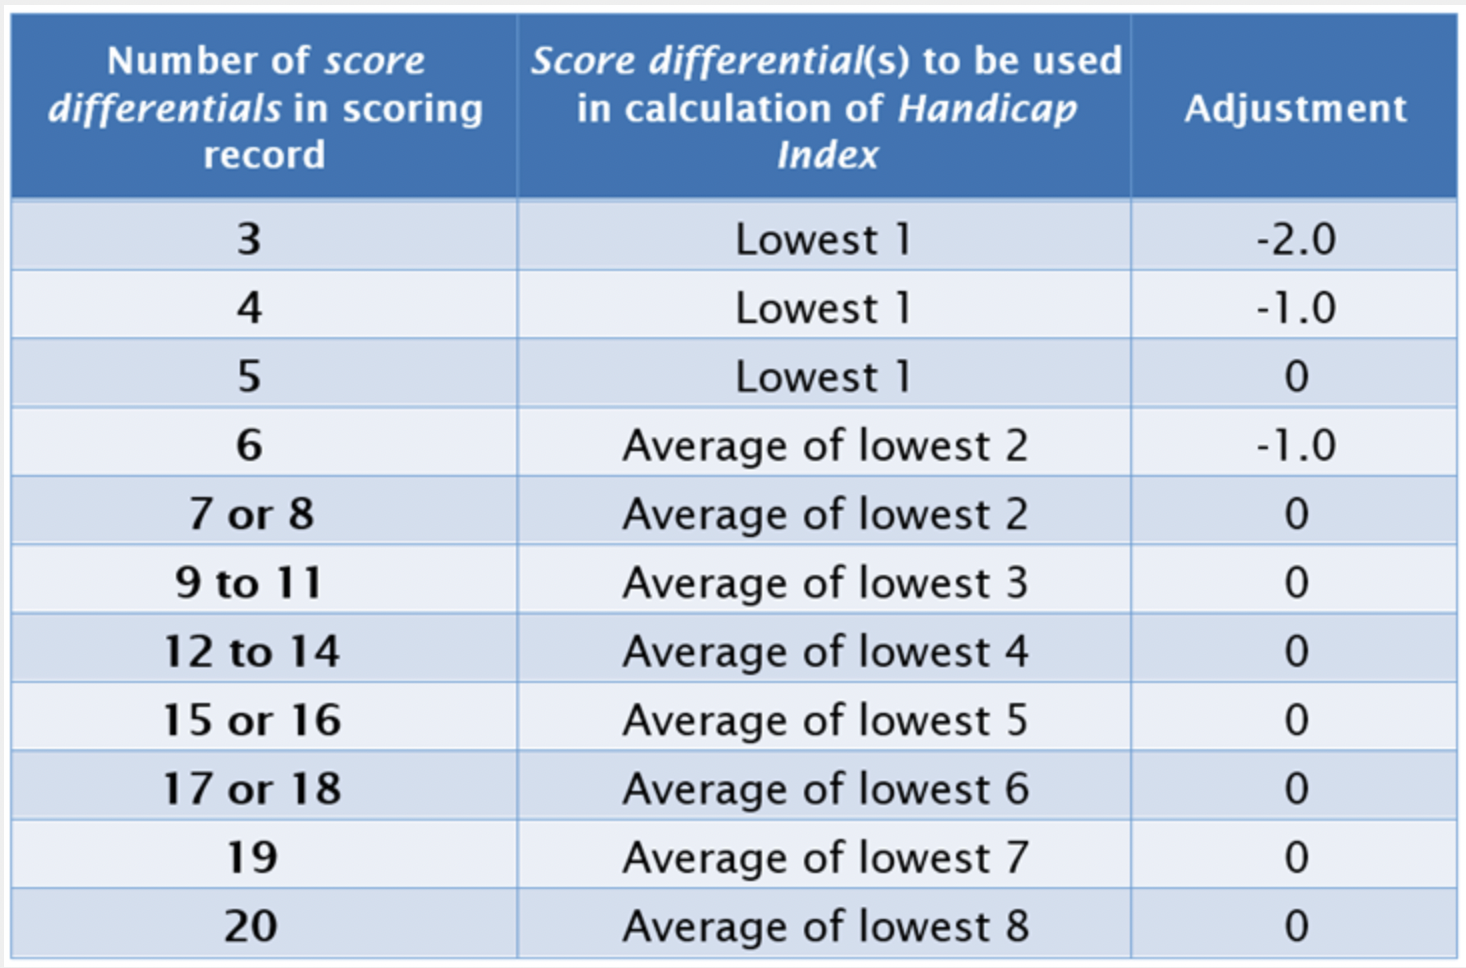 Number of score
differentials in scoring
record
Score differential(s) to be used
in calculation of Handicap
Index
Adjustment
3 Lowest 1 -2.0
4 Lowest 1 -1.0
5 Lowest 1 0
6 Average of lowest 2 -1.0
7 or 8 Average of lowest 2 0
9 to 11 Average of lowest 3 0
12 to 14 Average of lowest 4 0
15 or 16 Average of lowest 5 0
17 or 18 Average of lowest 6 0
19 Average of lowest 7 0
20 Average of lowest 8 0